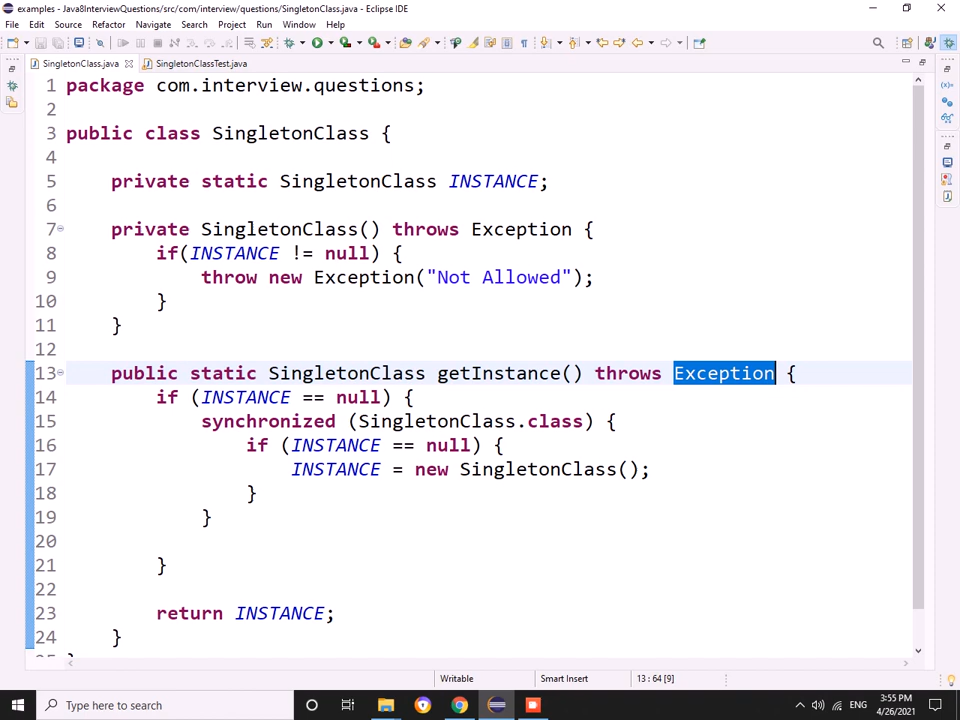 examples - Java8InterviewQuestions/src/com/interview/questions/SingletonClass.java - Eclipse IDE
File Edit Source Refactor Navigate Search Project Run Window Help
SingletonClass.java SingletonClassTest.java
1 package com.interview.questions;
2
3 public class SingletonClass {
4
5 private static SingletonClass INSTANCE;
6
7 private SingletonClass() throws Exception {
8 if(INSTANCE != null) {
9 throw new Exception("Not Allowed");
10 }
11 }
12
13 public static SingletonClass getInstance() throws Exception {
14 if (INSTANCE == null) {
15 synchronized (SingletonClass.class) {
16 if (INSTANCE == null) {
17 INSTANCE = new SingletonClass();
18 }
19 }
20
21 }
22
23 return INSTANCE;
24 }
Writable Smart Insert 13 : 64 [9]
Type here to search
ENG
3:55 PM
4/26/2021